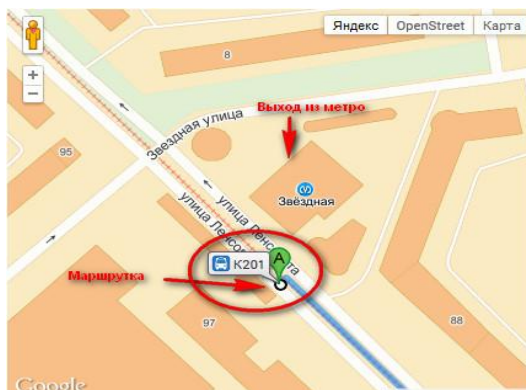 Яндекс OpenStreet Карта
8
Выход из метро
Звездная улица
95
Звёздная
улица Ленсовета
улица Ленсо
A
K201
Маршрутка
97
88
Google